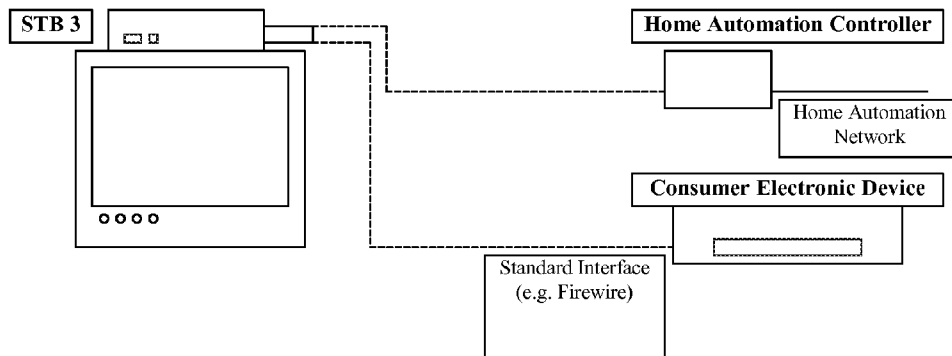 STB 3
Home Automation Controller
Home Automation
Network
Consumer Electronic Device
Standard Interface
(e.g. Firewire)